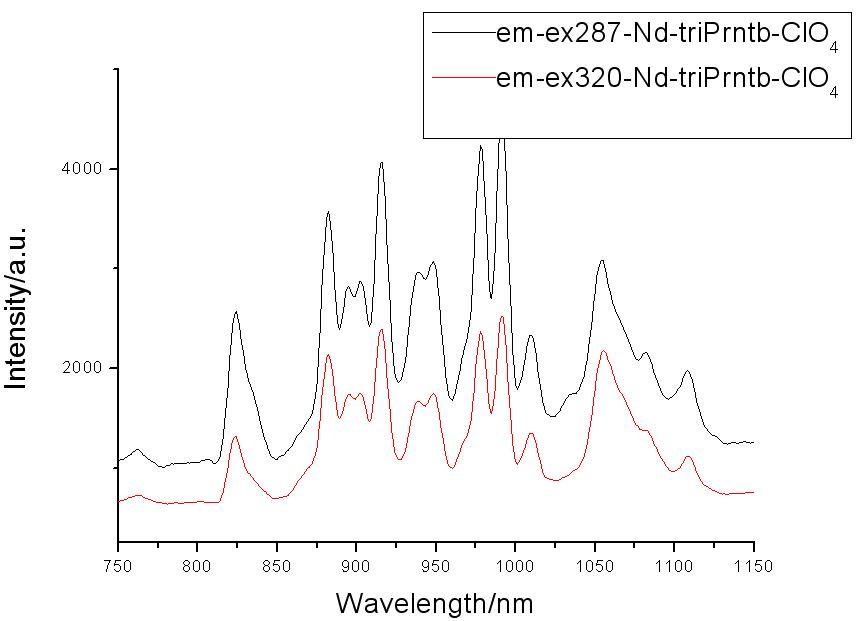 em-ex287-Nd-triPrntb-ClO4
em-ex320-Nd-triPrntb-ClO4
4000
2000
Intensity/a.u.
750 800 850 900 950 1000 1050 1100 1150
Wavelength/nm